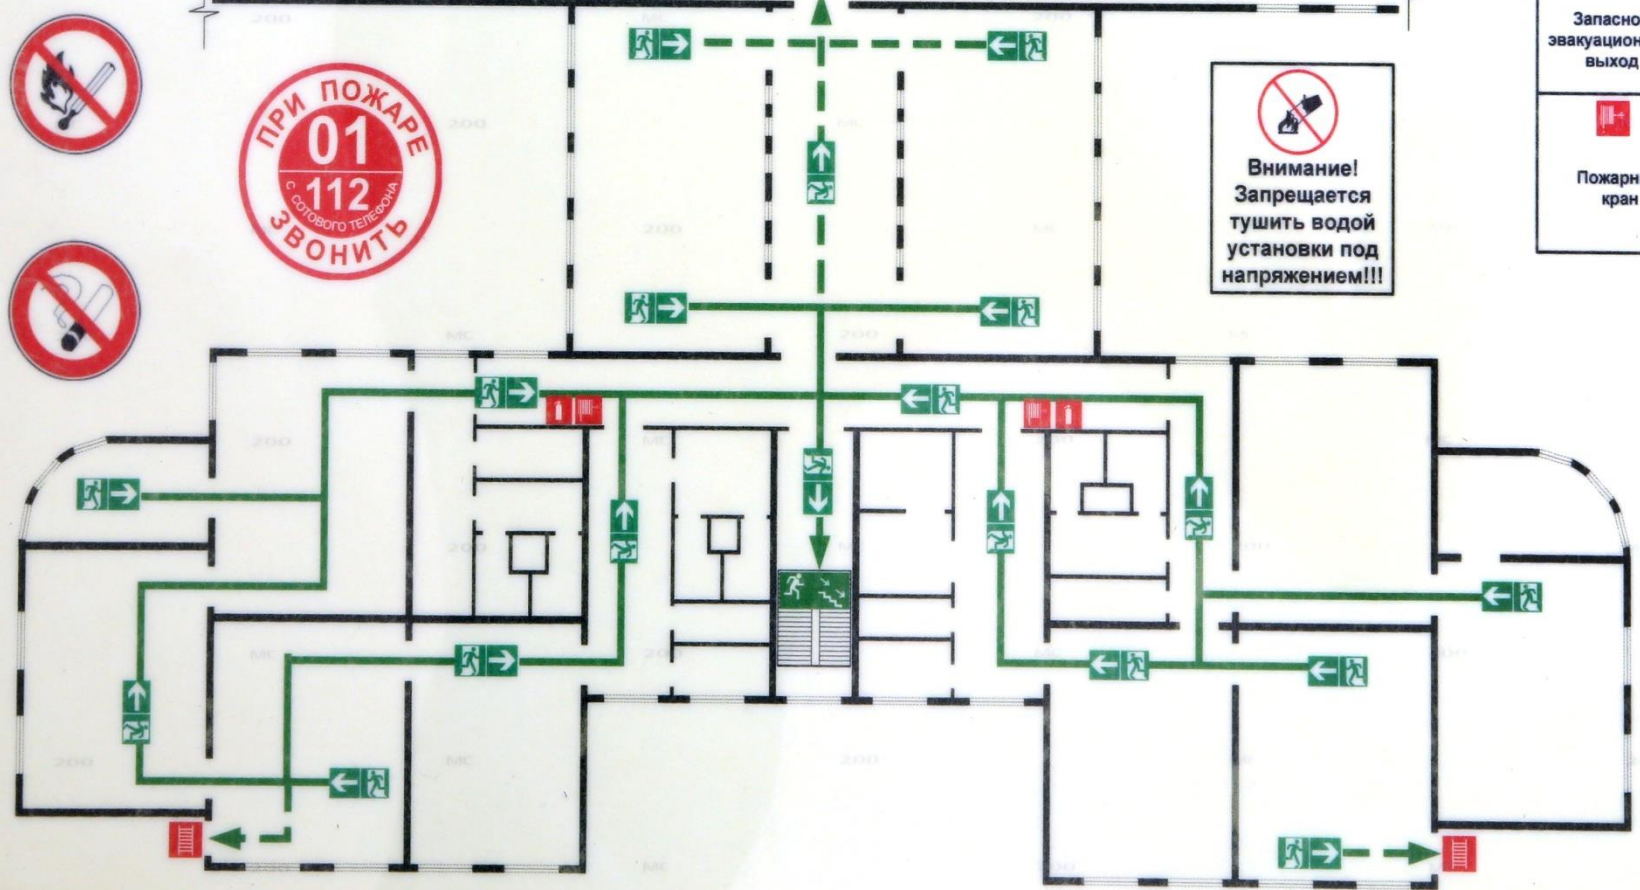 ПРИ ПОЖАРЕ
01
112
С СОТОВОГО ТЕЛЕФОНА
ЗВОНИТЬ
Внимание!
Запрещается
тушить водой
установки под
напряжением!!!
Запасно
эвакуацион
выход
Пожарн
кран